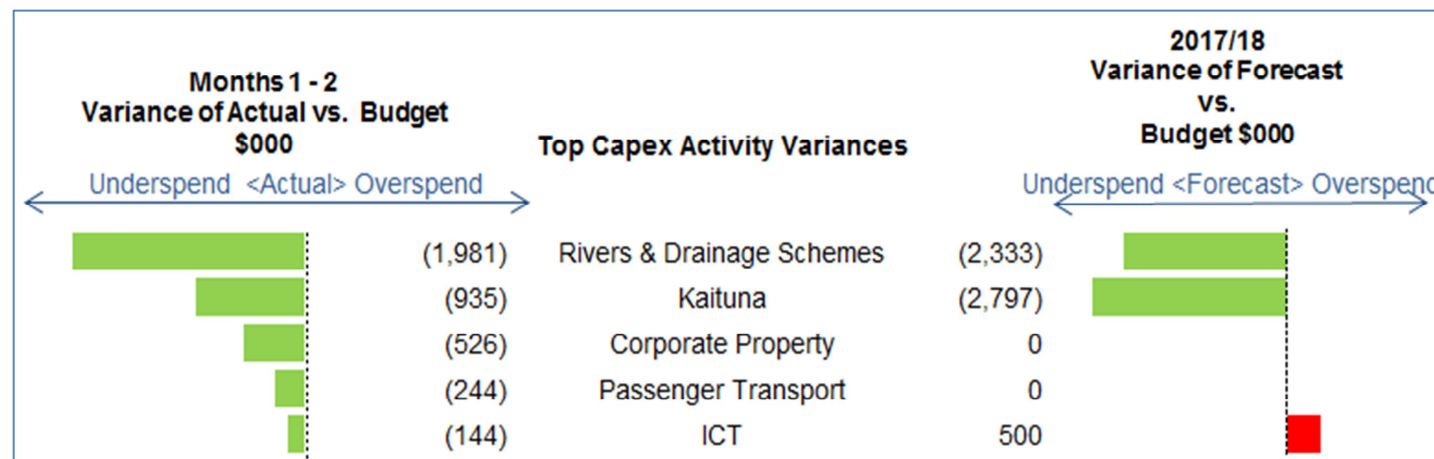 Months 1 - 2
Variance of Actual vs. Budget
$000
Underspend <Actual> Overspend
Top Capex Activity Variances
2017/18
Variance of Forecast
vs.
Budget $000
Underspend <Forecast> Overspend
(1,981) Rivers & Drainage Schemes (2,333)
(935) Kaituna (2,797)
(526) Corporate Property 0
(244) Passenger Transport 0
(144) ICT 500